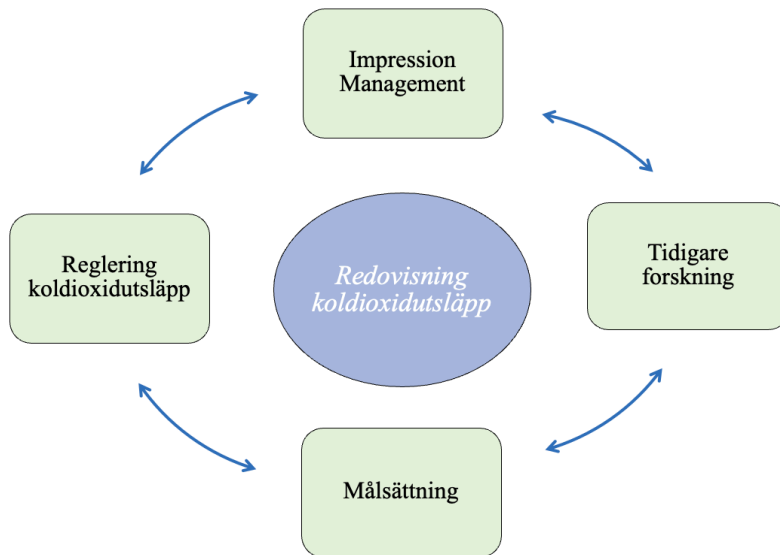 Impression
Management
Reglering
koldioxidutsläpp
Redovisning
koldioxidutsläpp
Tidigare
forskning
Målsättning